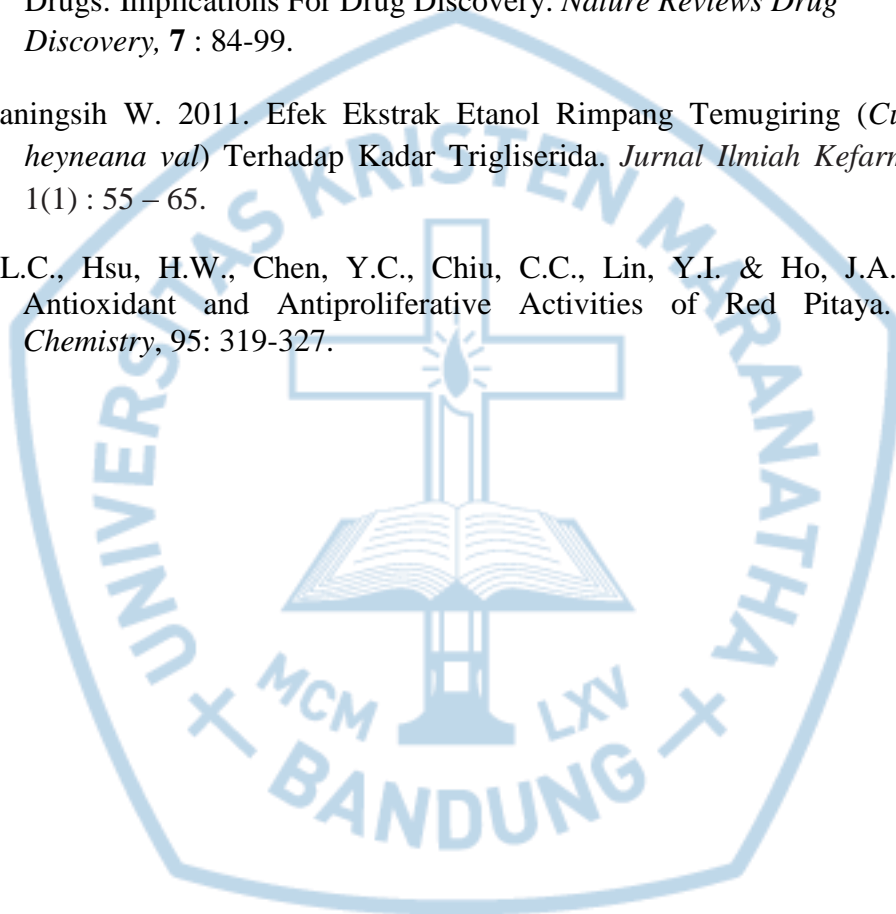 Drugs: Implications For Drug Discovery. Nature Reviews Drug
Discovery, 7 : 84-99.
aningsih W. 2011. Efek Ekstrak Etanol Rimpang Temugiring (Cu
heyneana val) Terhadap Kadar Trigliserida. Jurnal Ilmiah Kefarm
1(1) : 55 – 65.
L.C., Hsu, H.W., Chen, Y.C., Chiu, C.C., Lin, Y.I. & Ho, J.A.
Antioxidant and Antiproliferative Activities of Red Pitaya.
Chemistry, 95: 319-327.
UNIVERSITAS KRISTEN MARANATHA
MCM LXV
BANDUNG